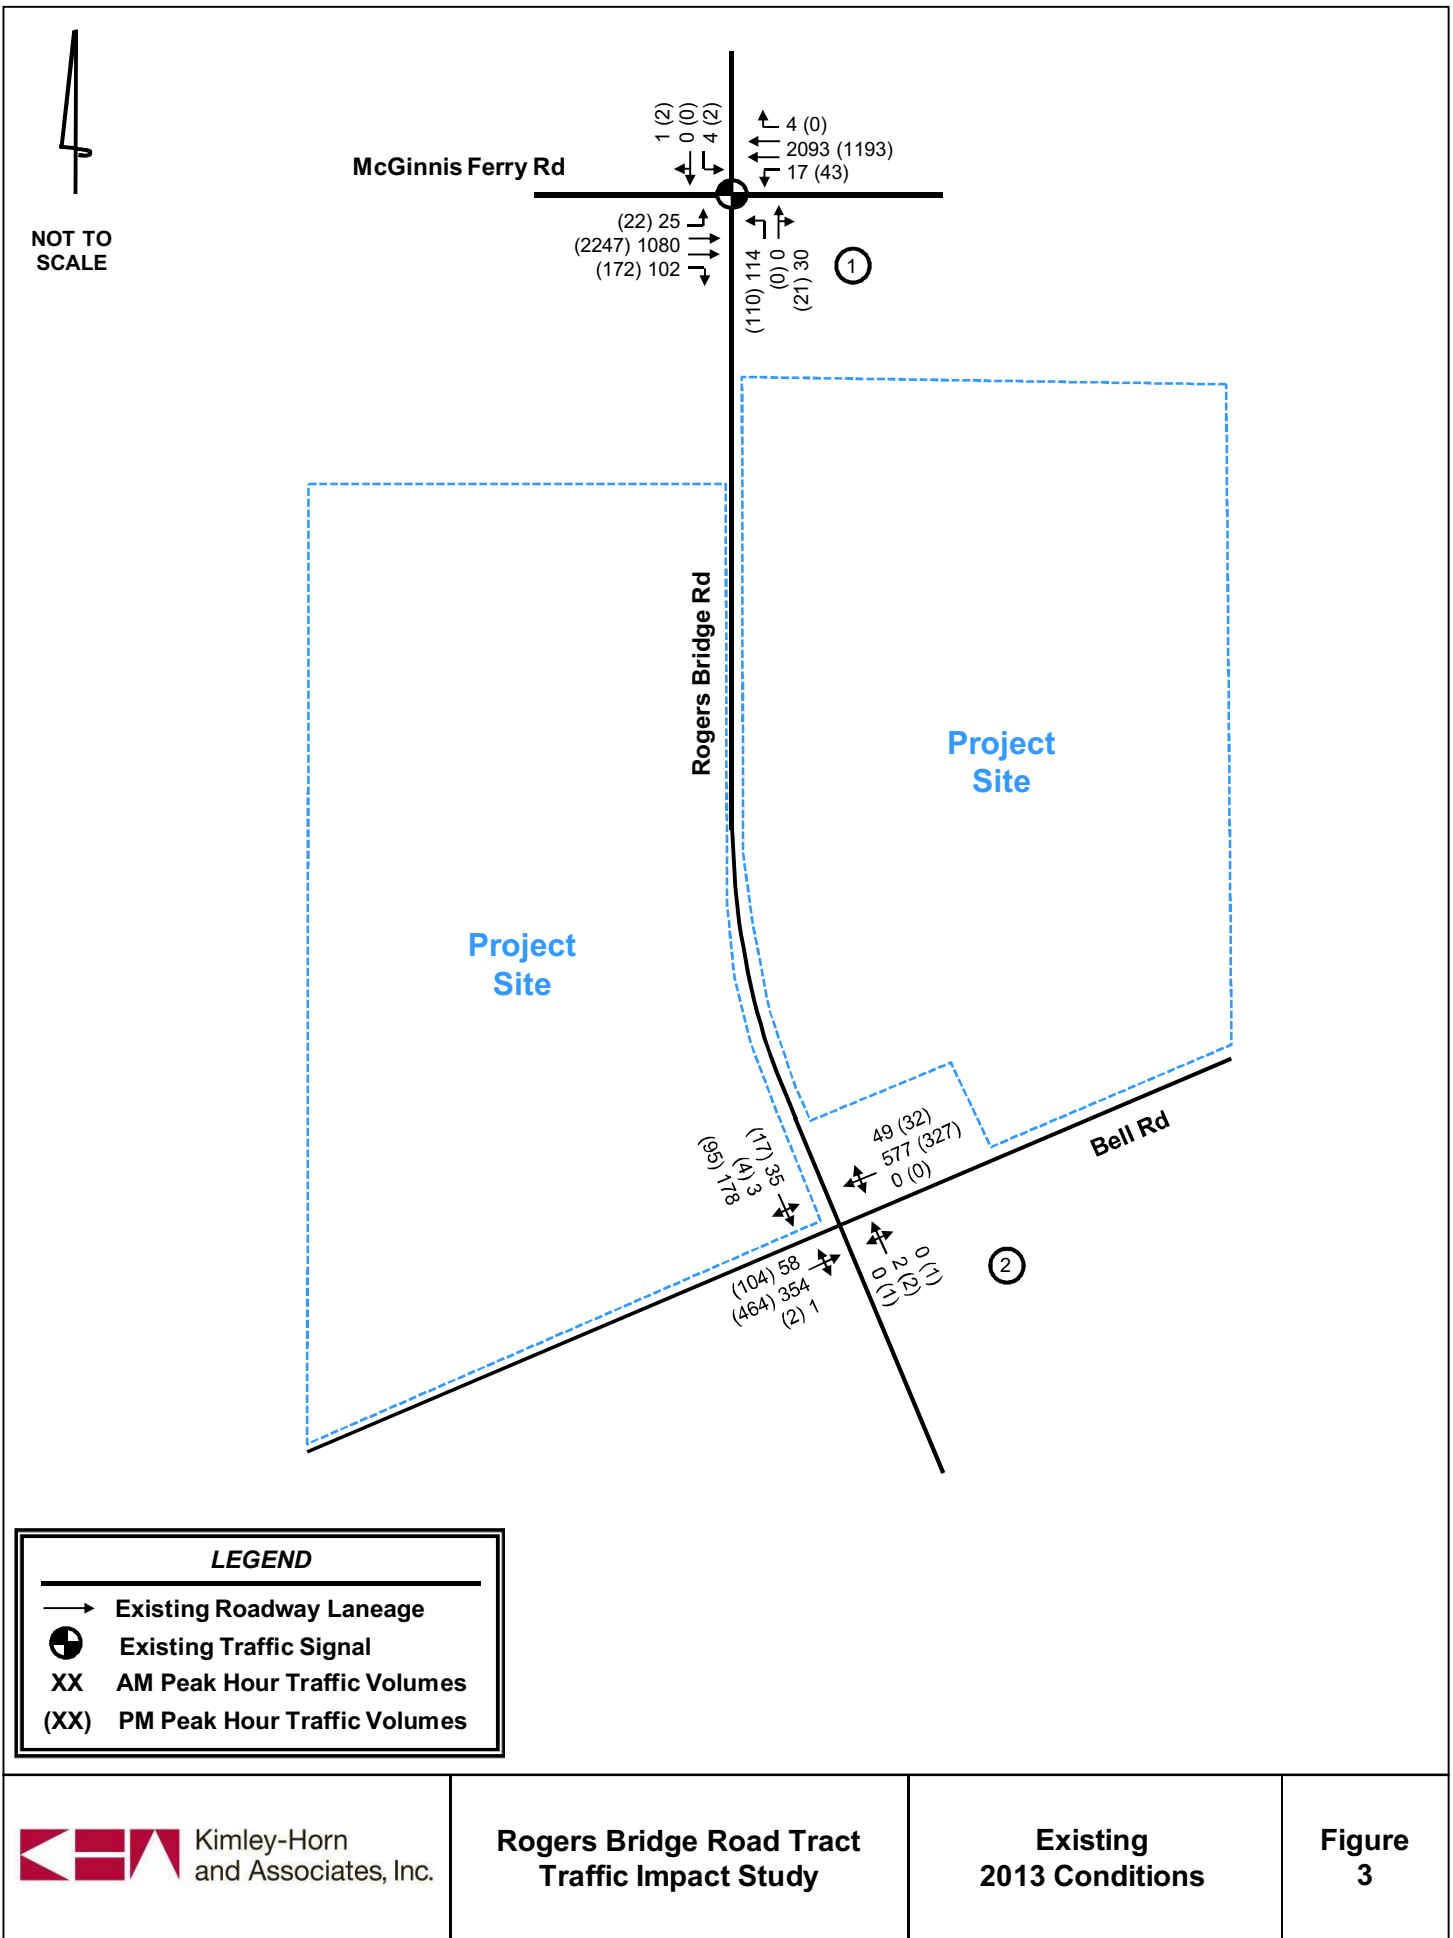 NOT TO
SCALE
McGinnis Ferry Rd
1 (2)
0 (0)
4 (2)
4 (0)
2093 (1193)
17 (43)
(22) 25
(2247) 1080
(172) 102
(110) 114
(0) 0
(21) 30
1
Rogers Bridge Rd
Project
Site
Project
Site
49 (32)
577 (327)
0 (0)
Bell Rd
(17) 35
(4) 3
(95) 178
(104) 58
(464) 354
(2) 1
0 (1)
2 (2)
0 (1)
2
LEGEND
Existing Roadway Laneage
Existing Traffic Signal
XX AM Peak Hour Traffic Volumes
(XX) PM Peak Hour Traffic Volumes
Kimley-Horn
and Associates, Inc.
Rogers Bridge Road Tract
Traffic Impact Study
Existing
2013 Conditions
Figure
3